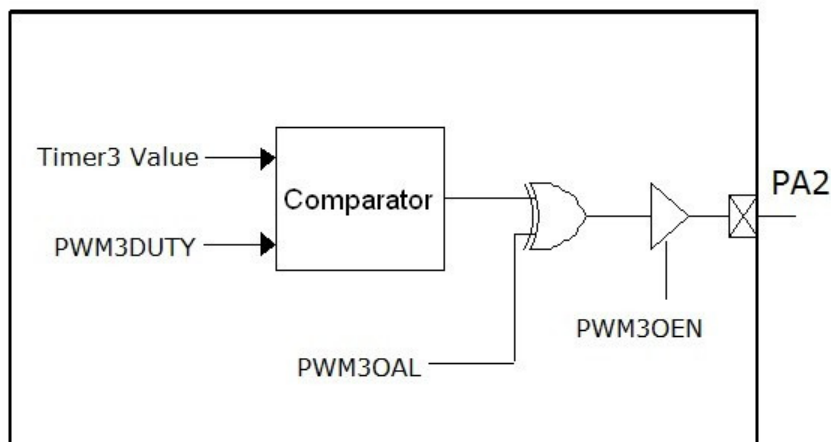 Timer3 Value
PWM3DUTY
Comparator
PWM3OAL
PWM3OEN
PA2